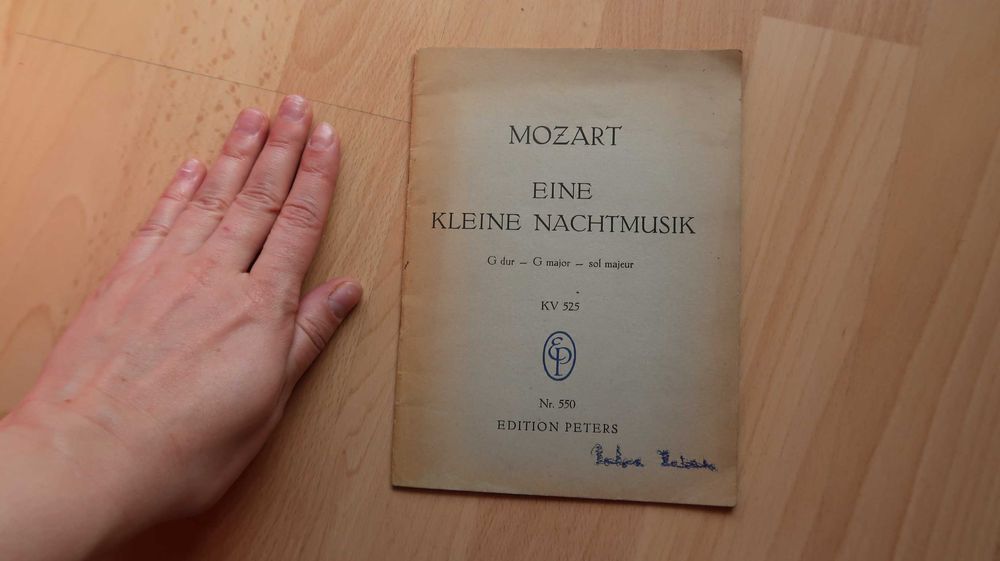 MOZART
EINE
KLEINE NACHTMUSIK
G dur – G major – sol majeur
KV 525
EP
Nr. 550
EDITION PETERS